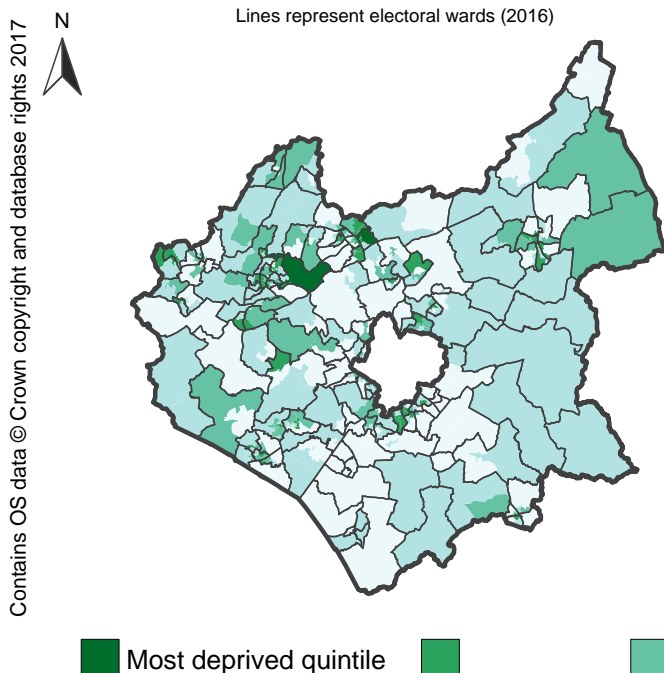 Lines represent electoral wards (2016)
N
Contains OS data © Crown copyright and database rights 2017
Most deprived quintile